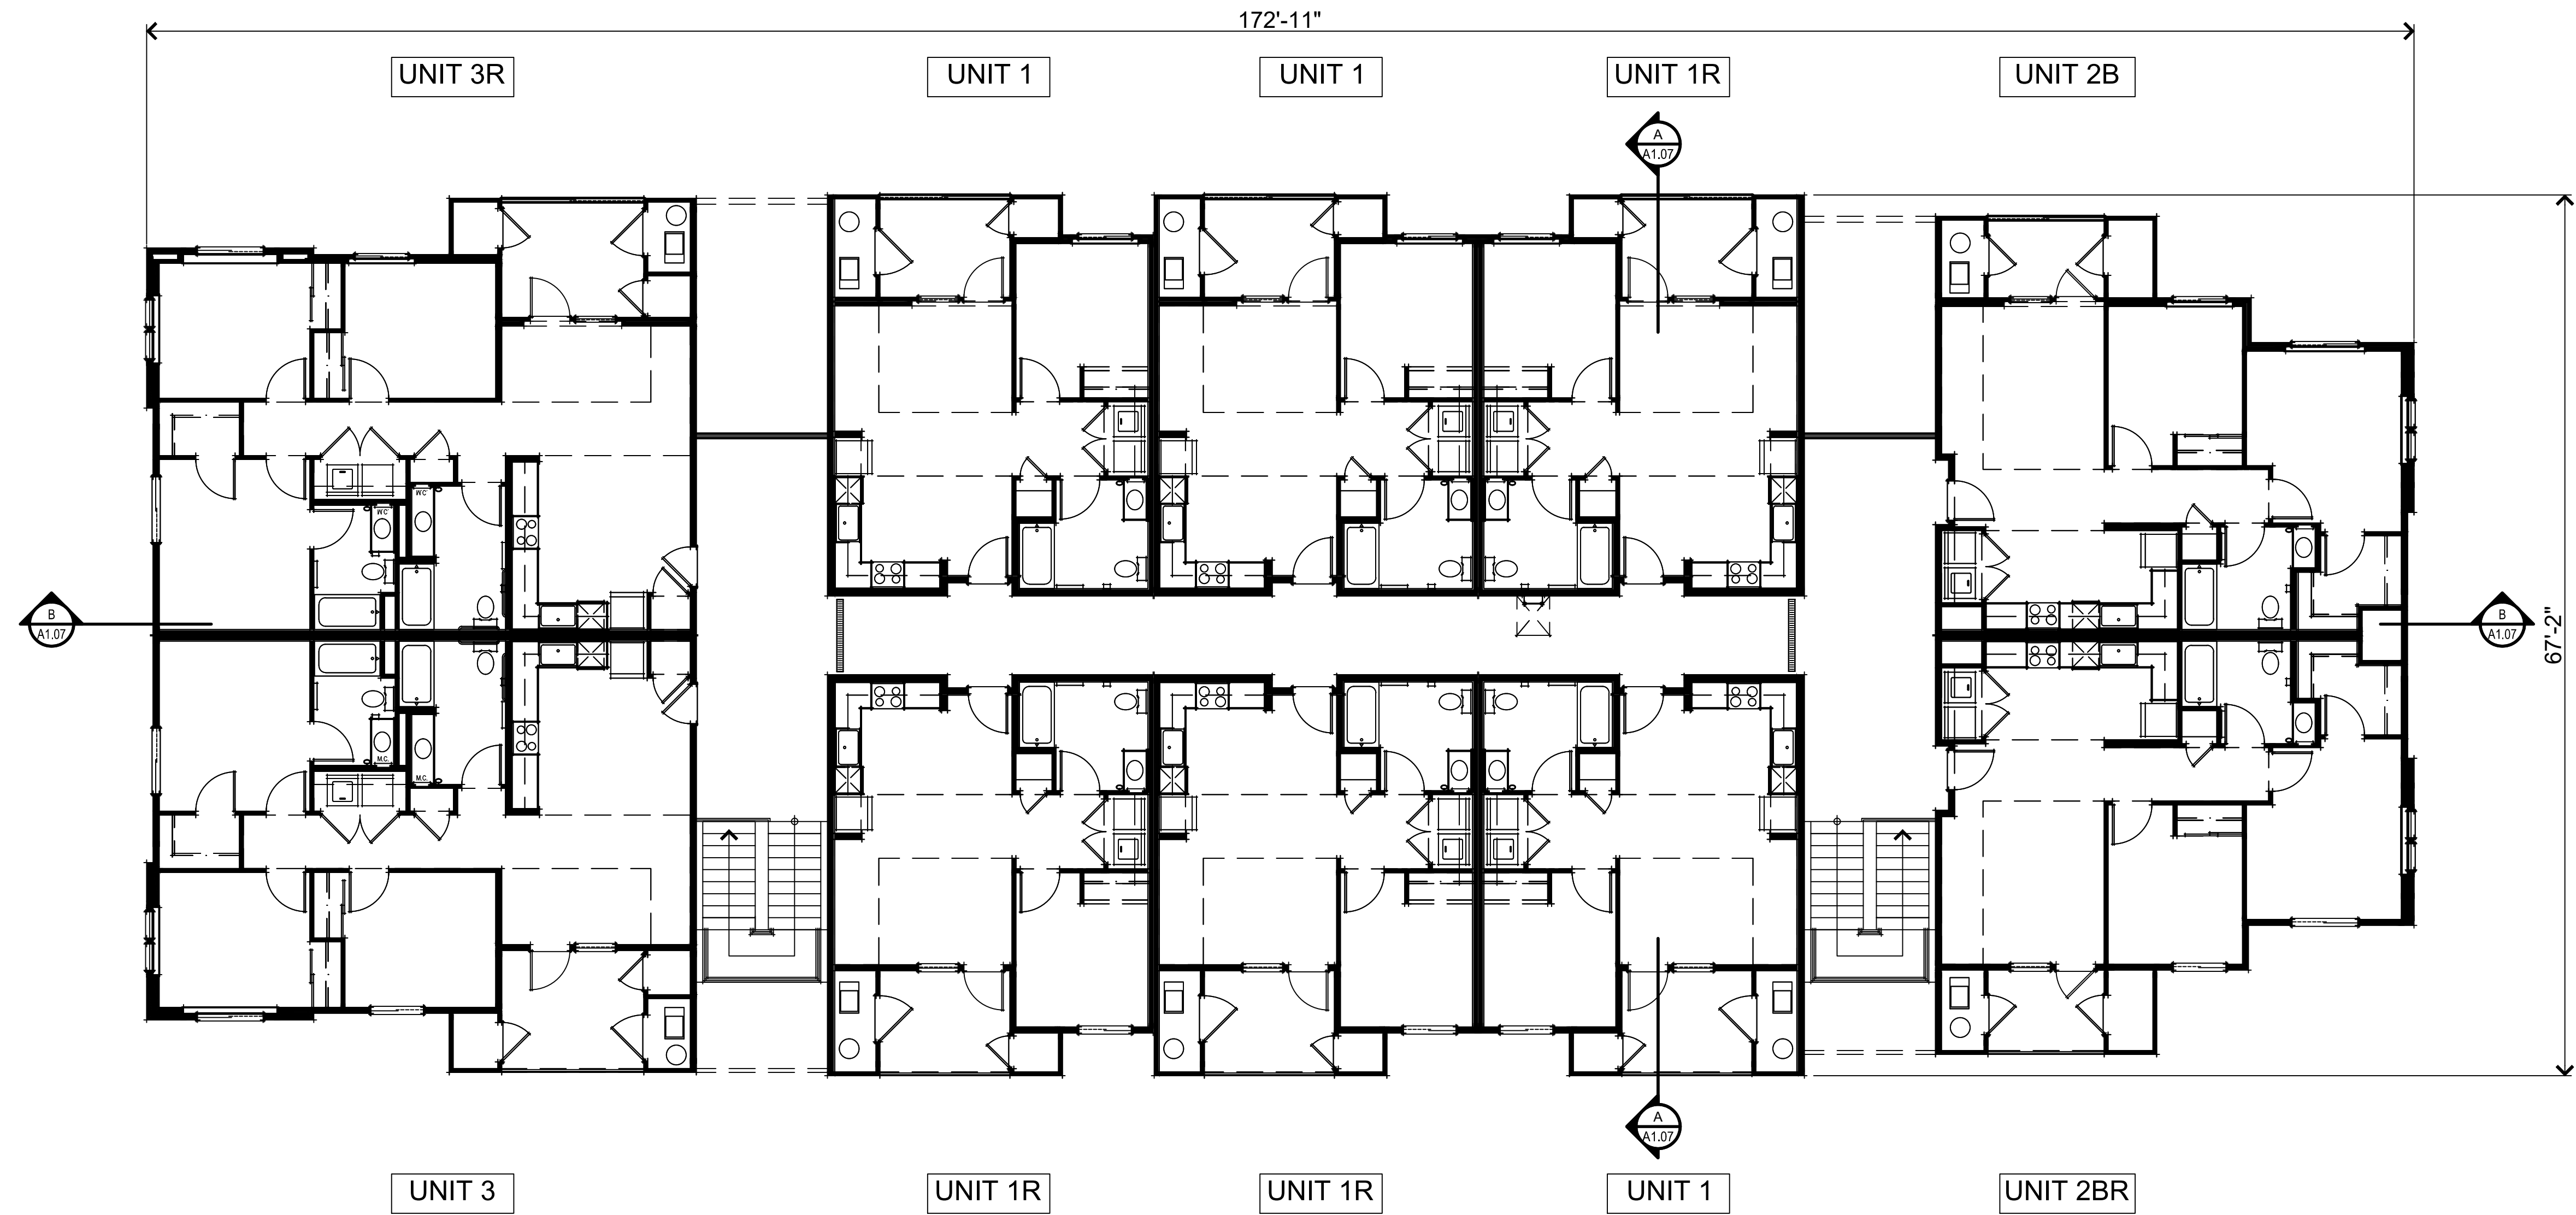 172'-11"
UNIT 3R
UNIT 1
UNIT 1
UNIT 1R
UNIT 2B
A
A1.07
M.C.
M.C.
B
A1.07
B
A1.07
67'-2"
M.C.
M.C.
A
A1.07
UNIT 3
UNIT 1R
UNIT 1R
UNIT 1
UNIT 2BR